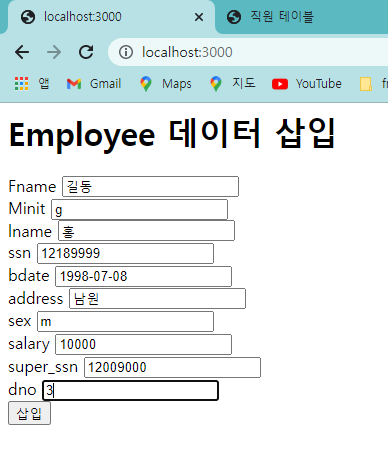 localhost:3000 직원 테이블
localhost:3000
앱 Gmail Maps 지도 YouTube
Employee 데이터 삽입
Fname 길동
Minit g
lname 홍
ssn 12189999
bdate 1998-07-08
address 남원
sex m
salary 10000
super_ssn 12009000
dno 3
삽입